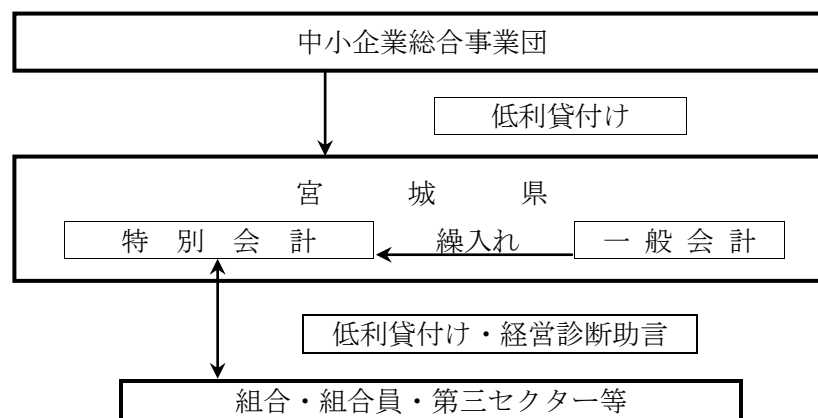 中小企業総合事業団
低利貸付け
宮城県
特別会計 繰入れ 一般会計
低利貸付け・経営診断助言
組合・組合員・第三セクター等